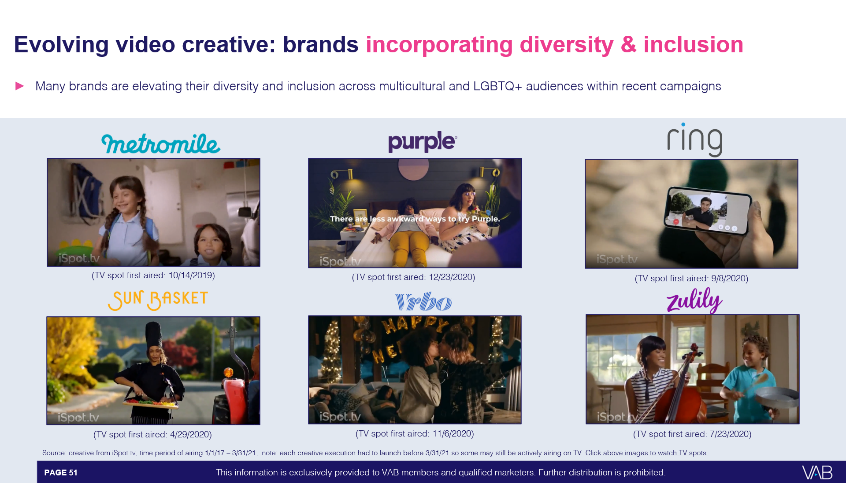 Evolving video creative: brands incorporating diversity & inclusion
► Many brands are elevating their diversity and inclusion across multicultural and LGBTQ+ audiences within recent campaigns
metromile
purple
ring
There are less awkward ways to try Purple.
iSpot.tv
iSpot.tv
iSpot.tv
(TV spot first aired: 10/14/2019)
(TV spot first aired: 12/23/2020)
(TV spot first aired: 9/8/2020)
SUN BASKET
Vrbo
zulily
HAPPY
NE
iSpot.tv
iSpot.tv
iSpot.tv
(TV spot first aired: 4/29/2020)
(TV spot first aired: 11/6/2020)
(TV spot first aired: 7/23/2020)
Source: creative from iSpot.tv, time period of airing 1/1/17 – 3/31/21 note: each creative execution had to launch before 3/31/21 so some may still be actively airing on TV. Click above images to watch TV spots
PAGE 51
This information is exclusively provided to VAB members and qualified marketers. Further distribution is prohibited.
VAB